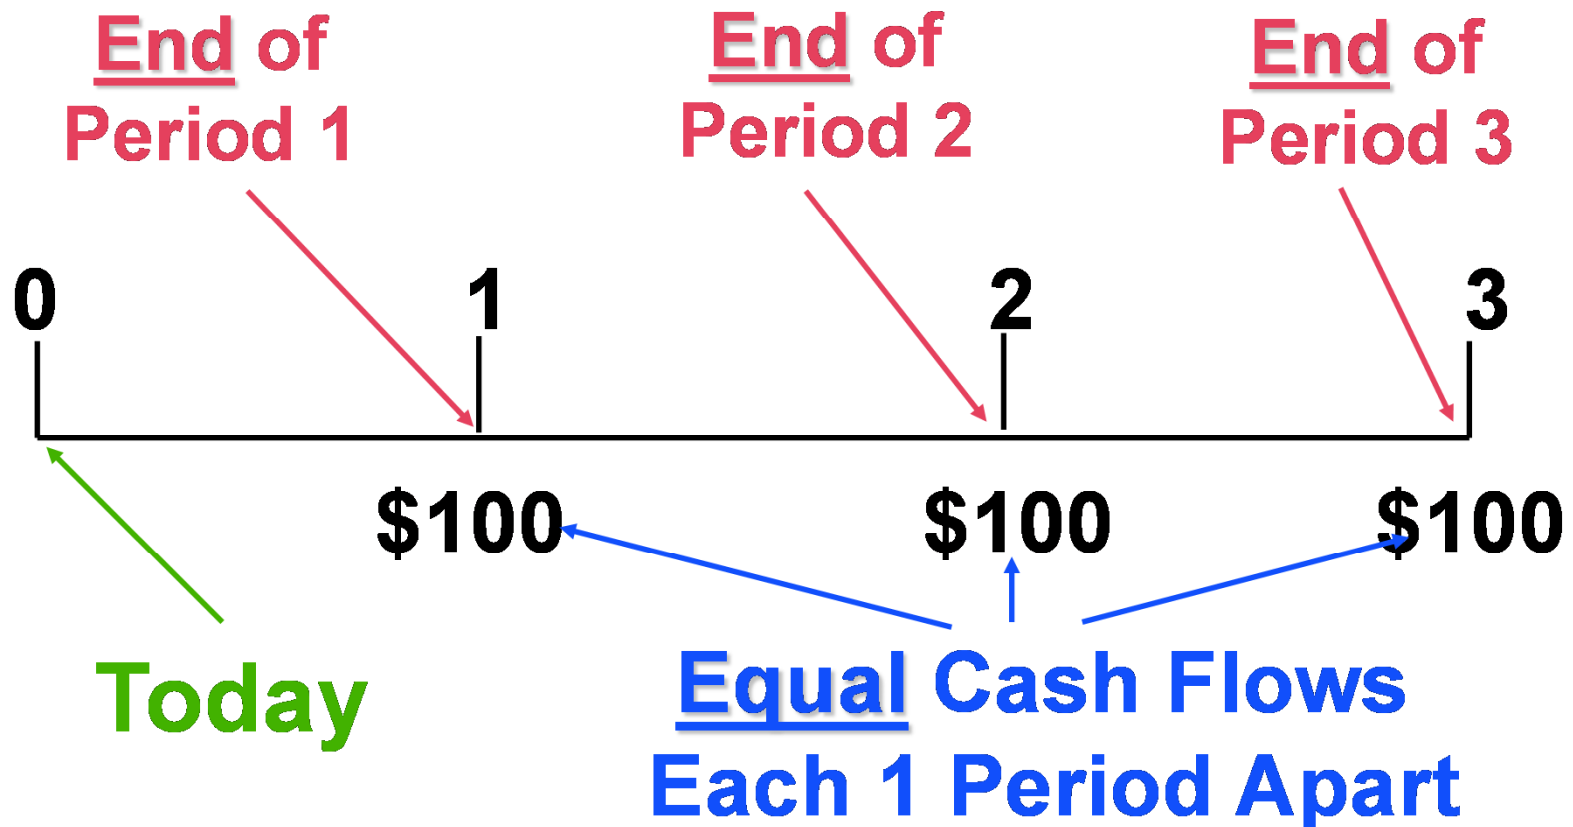 End of
Period 1
End of
Period 2
End of
Period 3
0
1
2
3
$100
$100
$100
Today
Equal Cash Flows
Each 1 Period Apart